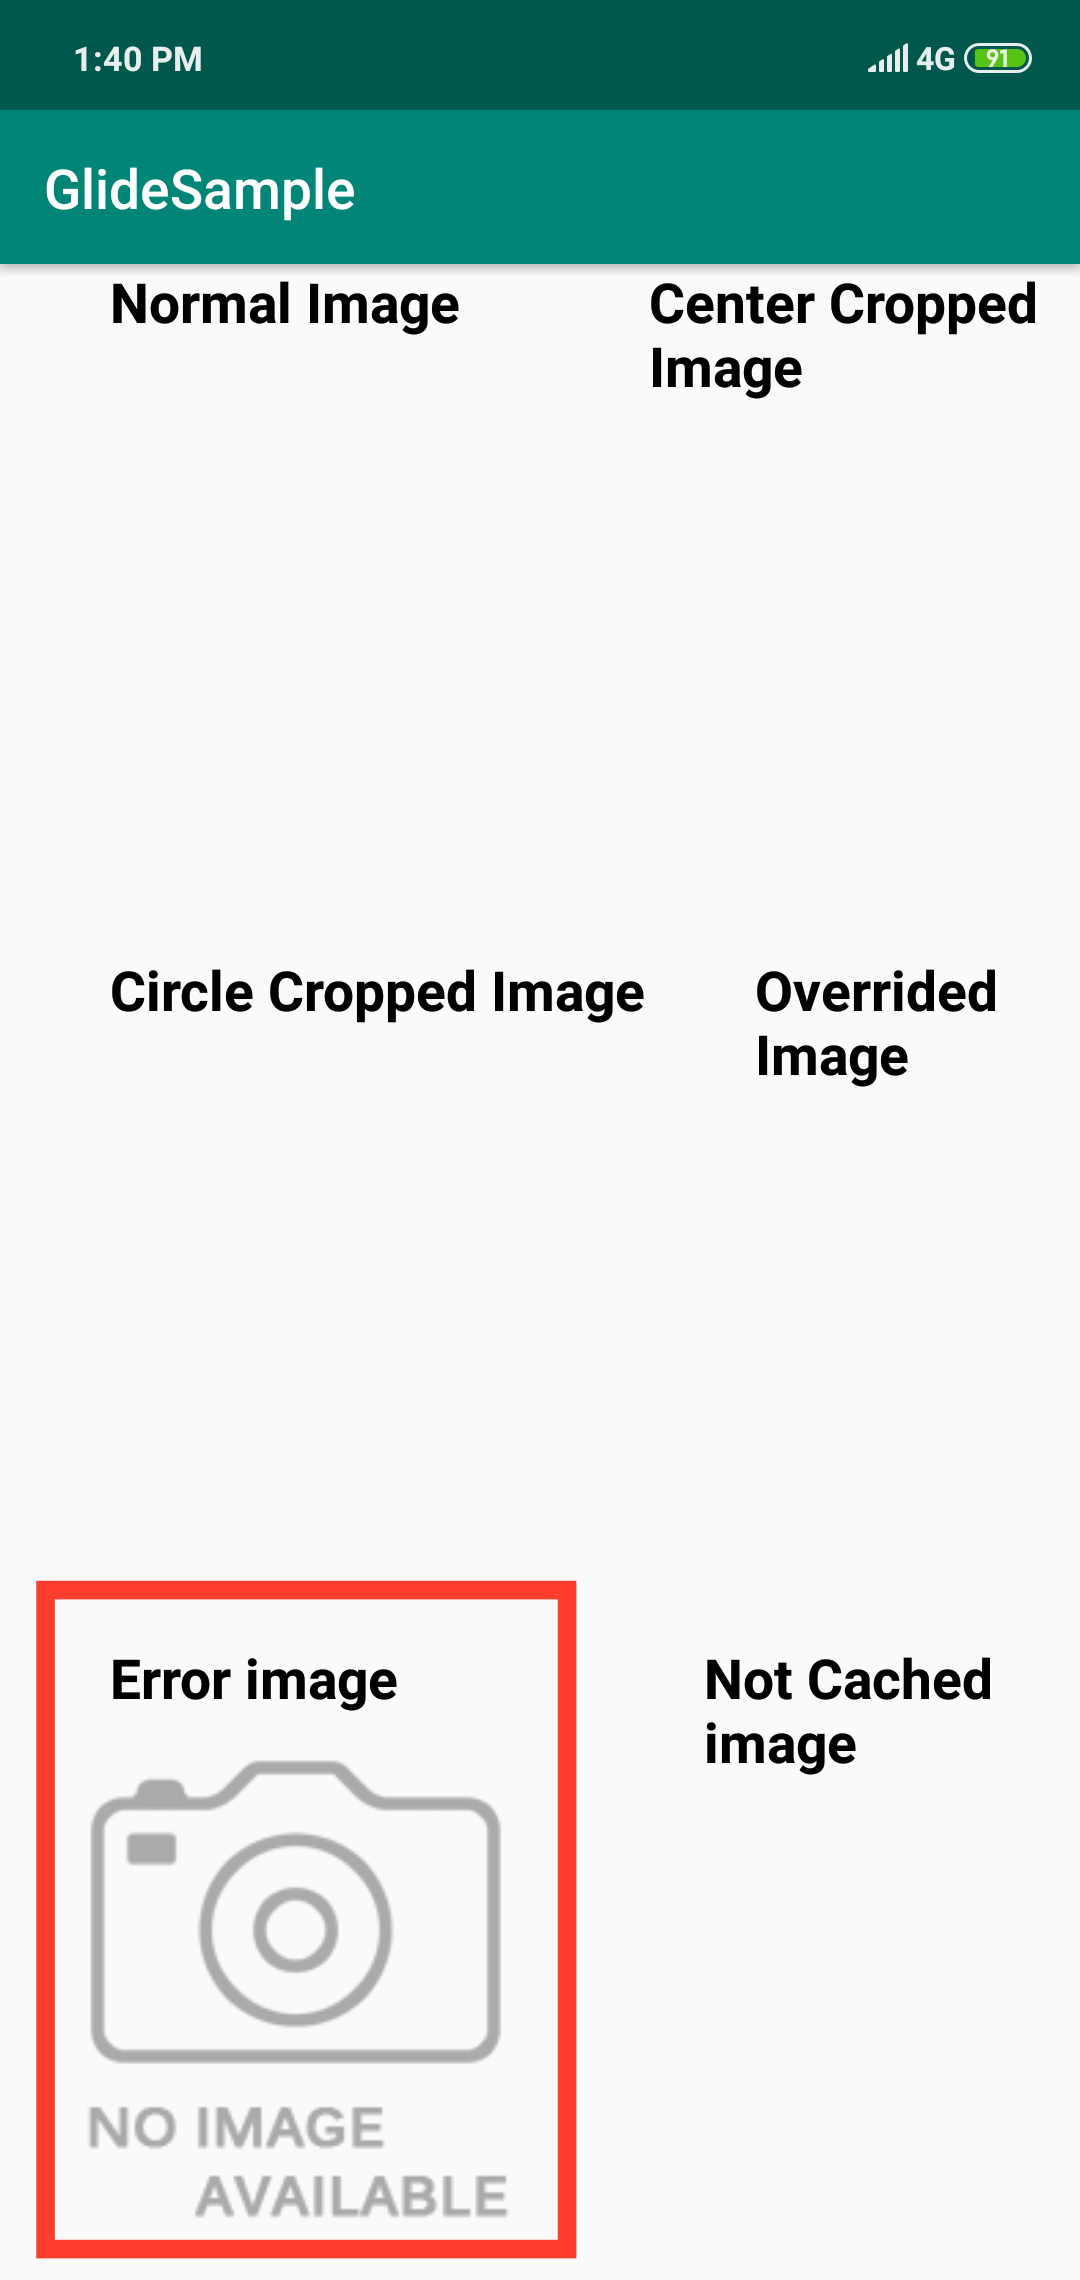 1:40 PM 4G 91
GlideSample
Normal Image
Center Cropped
Image
Circle Cropped Image
Overrided
Image
Error image
NO IMAGE
AVAILABLE
Not Cached
image